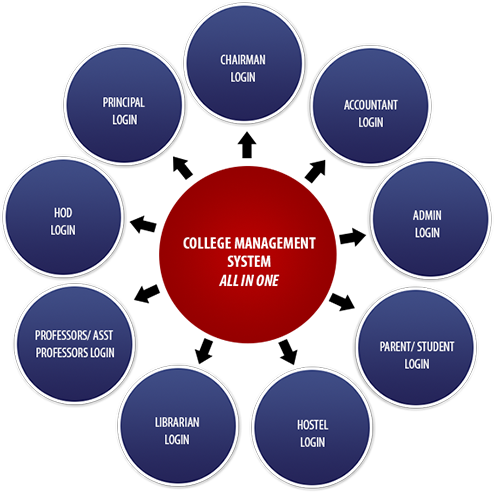 CHAIRMAN
LOGIN
PRINCIPAL
LOGIN
ACCOUNTANT
LOGIN
HOD
LOGIN
ADMIN
LOGIN
COLLEGE MANAGEMENT
SYSTEM
ALL IN ONE
PROFESSORS/ ASST
PROFESSORS LOGIN
PARENT/ STUDENT
LOGIN
LIBRARIAN
LOGIN
HOSTEL
LOGIN